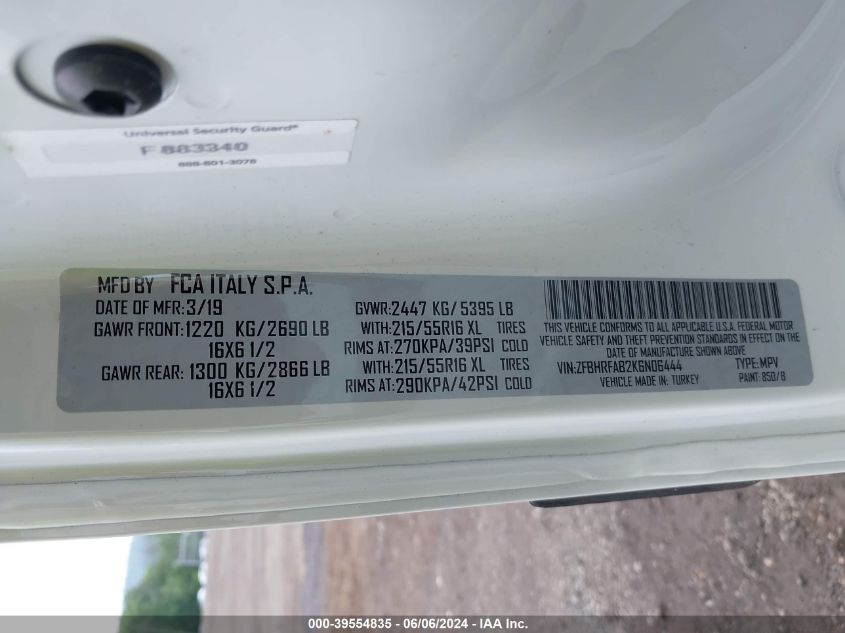 Universal Security Guard®
F 883340
888-801-3078
MFD BY FCA ITALY S.P.A.
DATE OF MFR: 3/19
GAWR FRONT: 1220 KG/2690 LB
16X6 1/2
GAWR REAR: 1300 KG/2866 LB
16X6 1/2
GVWR: 2447 KG/ 5395 LB
WITH: 215/55R16 XL TIRES
RIMS AT: 270KPA/39PSI COLD
WITH: 215/55R16 XL TIRES
RIMS AT: 290KPA/42PSI COLD
THIS VEHICLE CONFORMS TO ALL APPLICABLE U.S.A. FEDERAL MOTOR
VEHICLE SAFETY AND THEFT PREVENTION STANDARDS IN EFFECT ON THE
DATE OF MANUFACTURE SHOWN ABOVE
VIN: ZFBHRFAB2K6N06444 TYPE: MPV
VEHICLE MADE IN: TURKEY PAINT: 850/B
000-39554835 - 06/06/2024 - IAA Inc.